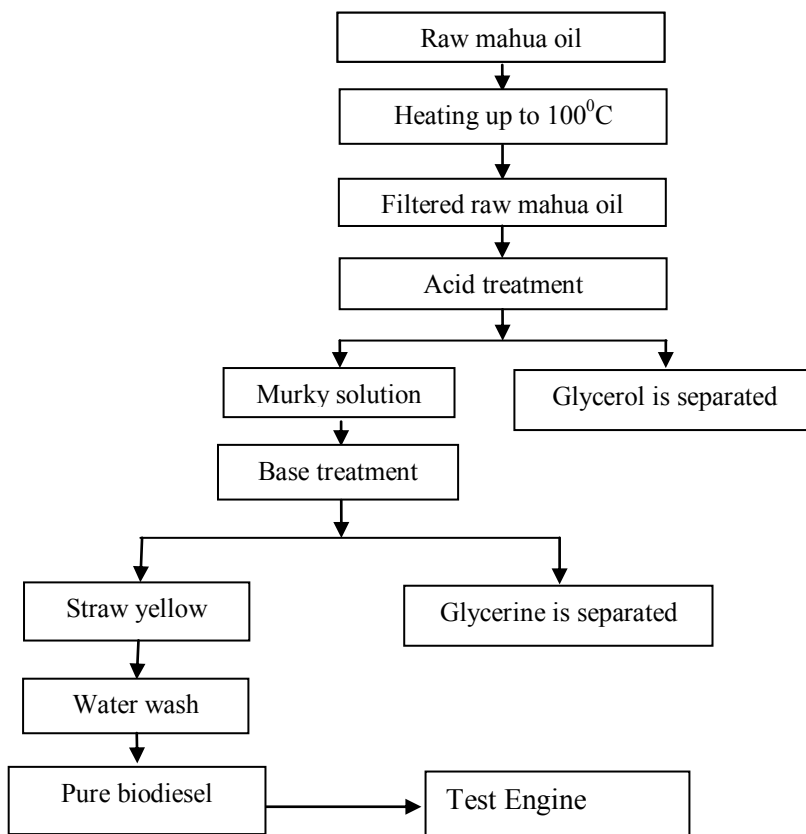 Raw mahua oil
Heating up to 100⁰C
Filtered raw mahua oil
Acid treatment
Murky solution
Glycerol is separated
Base treatment
Straw yellow
Glycerine is separated
Water wash
Pure biodiesel
Test Engine